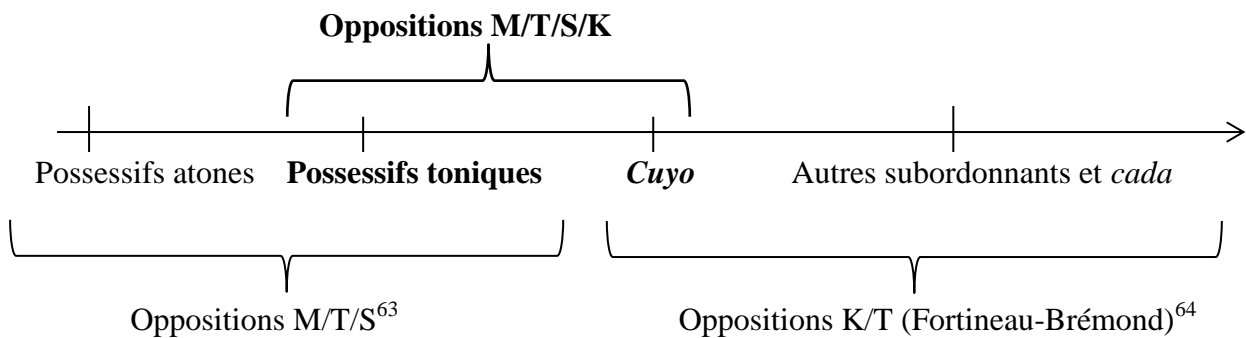 Oppositions M/T/S/K
Possessifs atones Possessifs toniques Cuyo Autres subordonnants et cada
Oppositions M/T/S63 Oppositions K/T (Fortineau-Brémond)64